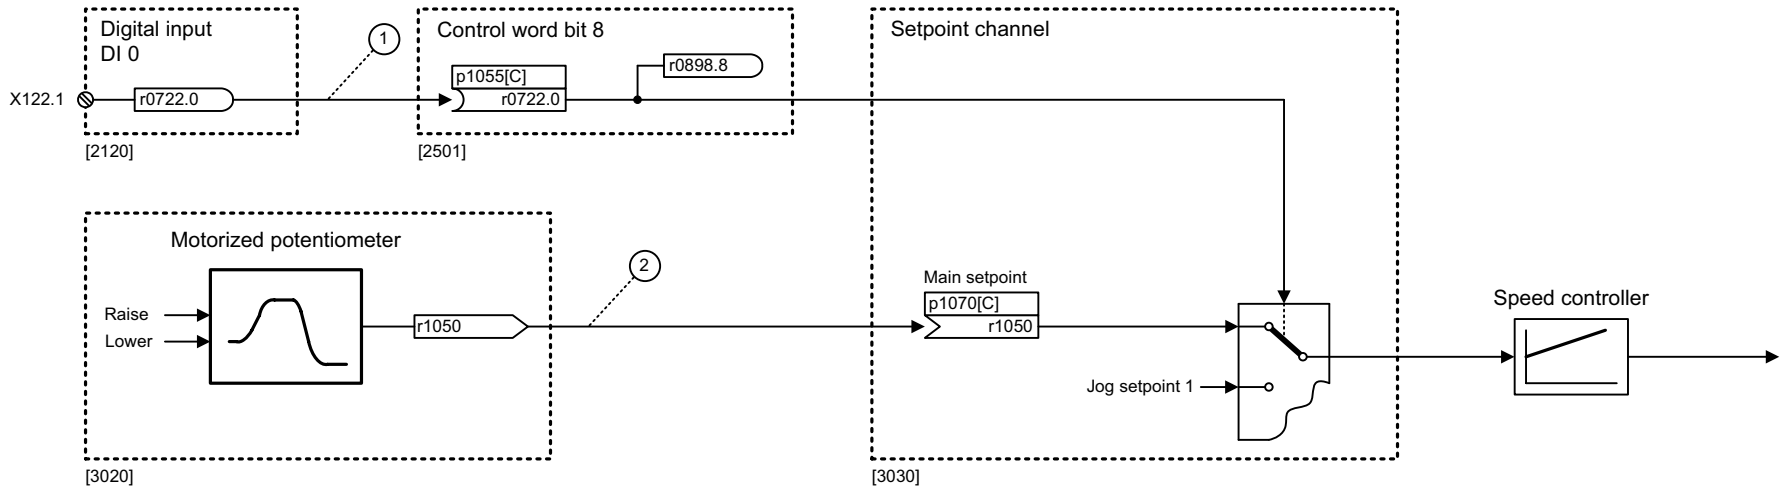 Digital input
DI 0
1
Control word bit 8
Setpoint channel
r0898.8
p1055[C]
X122.1
r0722.0
r0722.0
[2120]
[2501]
Motorized potentiometer
2
Main setpoint
p1070[C]
Speed controller
Raise
r1050
r1050
Lower
Jog setpoint 1
[3020]
[3030]